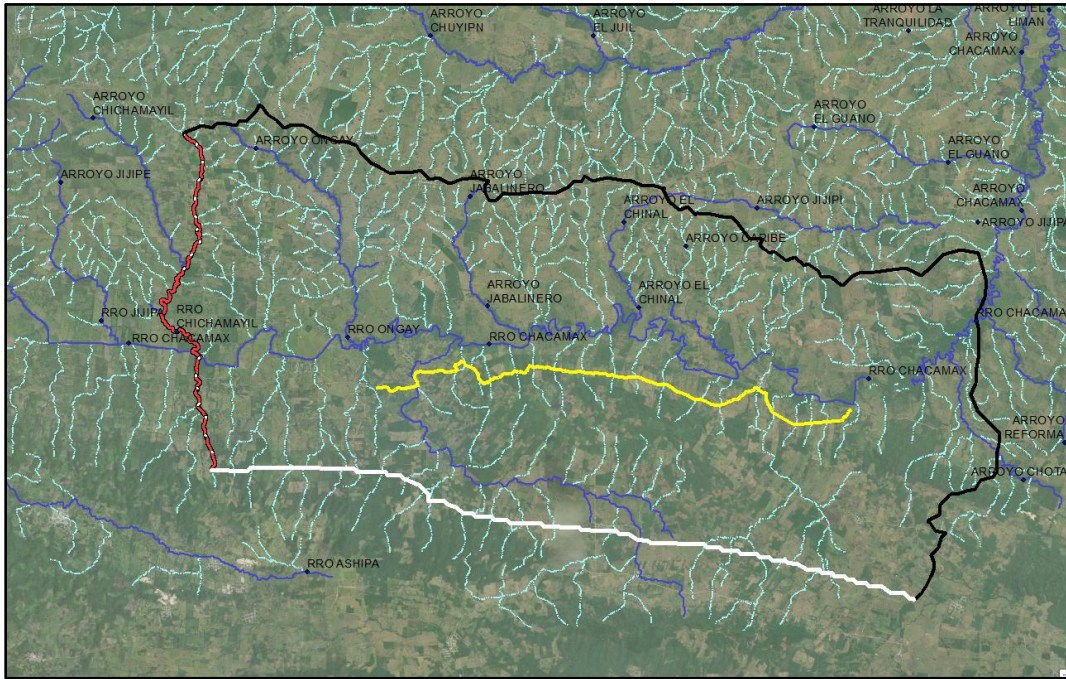 ARROYO
CHUYIPN
ARROYO
EL JUIL
ARROYO LA
TRANQUILIDAD
ARROYO EL
LIMAN
ARROYO
CHACAMAX
ARROYO
CHICHAMAYIL
ARROYO
EL GUANO
ARROYO ONGAY
ARROYO
EL GUANO
ARROYO JIJIPE
ARROYO
JABALINERO
ARROYO EL
CHINAL
ARROYO JIJIPI
ARROYO
CHACAMAX
ARROYO JIJIPA
ARROYO CARIBE
ARROYO
JABALINERO
ARROYO EL
CHINAL
RRO JIJIPA
RRO
CHICHAMAYIL
RRO CHACAMAX
RRO CHACAMAX
RRO ONGAY
RRO CHACAMAX
RRO CHACAMAX
ARROYO
REFORMA
ARROYO CHOTA
RRO ASHIPA